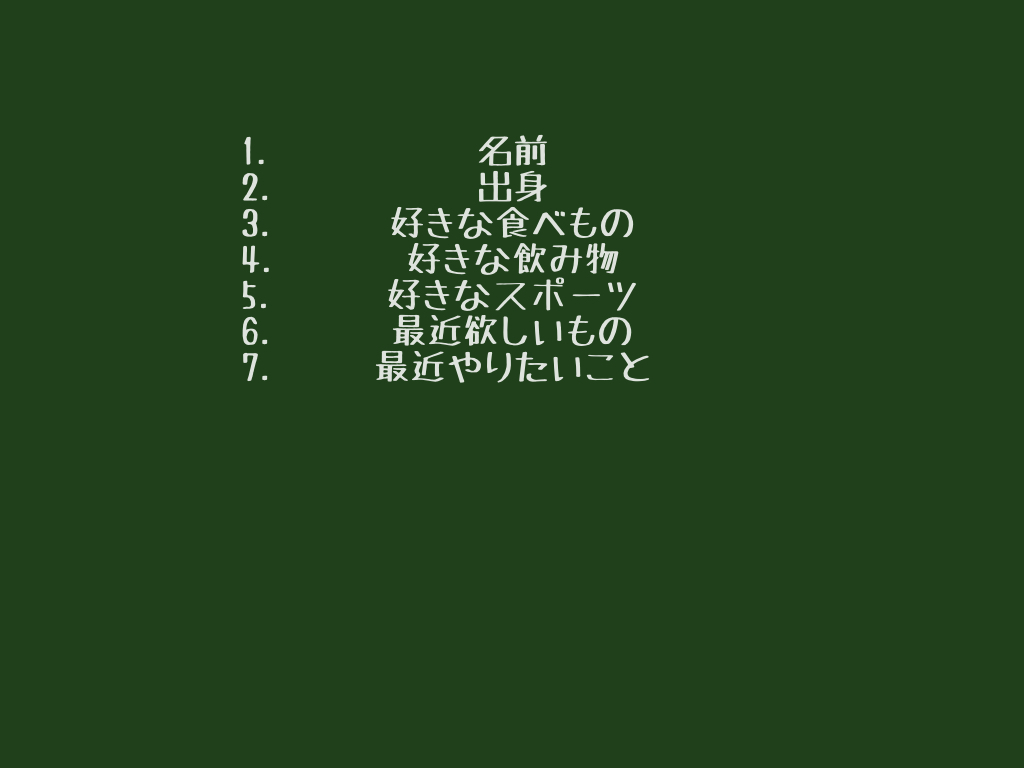 1. 名前
2. 出身
3. 好きな食べもの
4. 好きな飲み物
5. 好きなスポーツ
6. 最近欲しいもの
7. 最近やりたいこと